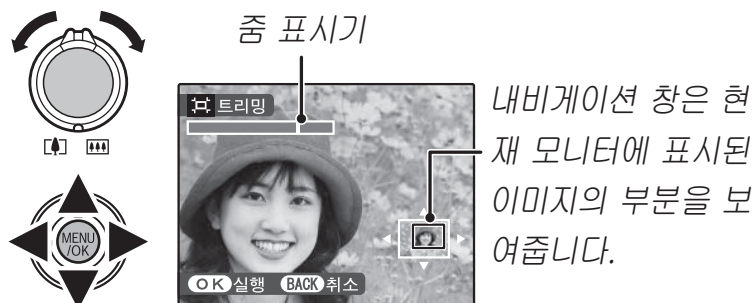 줌 표시기
트리밍
내비게이션 창은 현
재 모니터에 표시된
이미지의 부분을 보
여줍니다.
MENU
/OK
OK 실행 BACK 취소